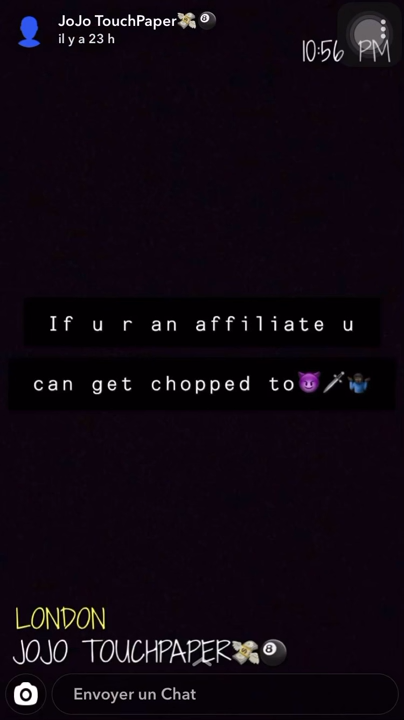 JoJo TouchPaper💸🎱
il y a 23 h
10:56 PM
If u r an affiliate u
can get chopped to😈🗡️🤷🏿‍♂️
LONDON
JOJO TOUCHPAPER💸🎱
Envoyer un Chat